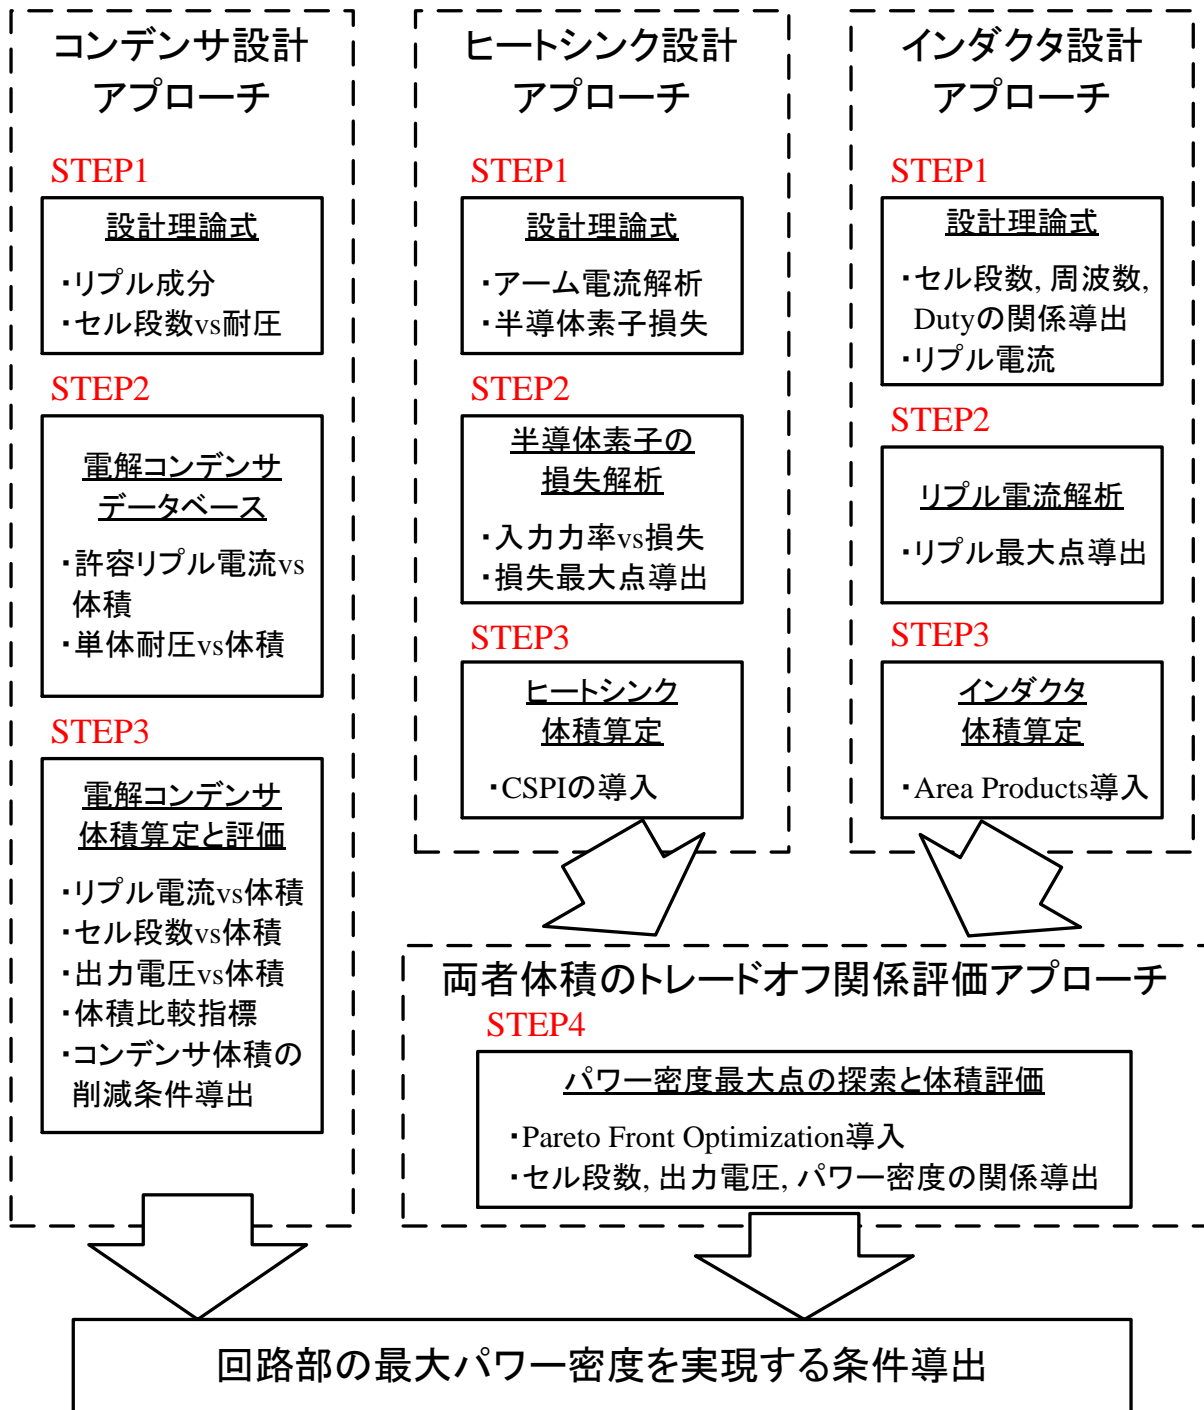 コンデンサ設計
アプローチ
STEP1
設計理論式
・リプル成分
・セル段数vs耐圧
STEP2
電解コンデンサ
データベース
・許容リプル電流vs
体積
・単体耐圧vs体積
STEP3
電解コンデンサ
体積算定と評価
・リプル電流vs体積
・セル段数vs体積
・出力電圧vs体積
・体積比較指標
・コンデンサ体積の
削減条件導出
ヒートシンク設計
アプローチ
STEP1
設計理論式
・アーム電流解析
・半導体素子損失
STEP2
半導体素子の
損失解析
・入力力率vs損失
・損失最大点導出
STEP3
ヒートシンク
体積算定
・CSPIの導入
インダクタ設計
アプローチ
STEP1
設計理論式
・セル段数, 周波数,
Dutyの関係導出
・リプル電流
STEP2
リプル電流解析
・リプル最大点導出
STEP3
インダクタ
体積算定
・Area Products導入
両者体積のトレードオフ関係評価アプローチ
STEP4
パワー密度最大点の探索と体積評価
・Pareto Front Optimization導入
・セル段数, 出力電圧, パワー密度の関係導出
回路部の最大パワー密度を実現する条件導出